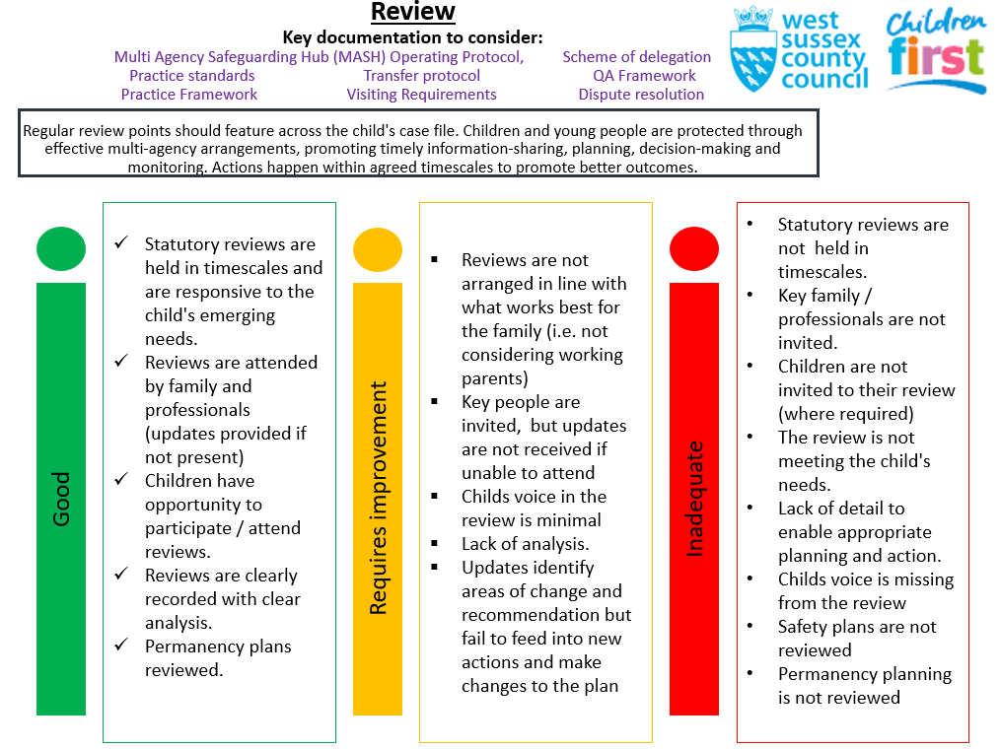 Review
Key documentation to consider:
Multi Agency Safeguarding Hub (MASH) Operating Protocol, Scheme of delegation
Practice standards Transfer protocol QA Framework
Practice Framework Visiting Requirements Dispute resolution
west
sussex
county
council
Children
first
Regular review points should feature across the child's case file. Children and young people are protected through
effective multi-agency arrangements, promoting timely information-sharing, planning, decision-making and
monitoring. Actions happen within agreed timescales to promote better outcomes.
Good
✓ Statutory reviews are
held in timescales and
are responsive to the
child's emerging
needs.
✓ Reviews are attended
by family and
professionals
(updates provided if
not present)
✓ Children have
opportunity to
participate / attend
reviews.
✓ Reviews are clearly
recorded with clear
analysis.
✓ Permanency plans
reviewed.
Requires improvement
▪ Reviews are not
arranged in line with
what works best for
the family (i.e. not
considering working
parents)
▪ Key people are
invited, but updates
are not received if
unable to attend
▪ Childs voice in the
review is minimal
▪ Lack of analysis.
▪ Updates identify
areas of change and
recommendation but
fail to feed into new
actions and make
changes to the plan
Inadequate
• Statutory reviews are
not held in
timescales.
• Key family /
professionals are not
invited.
• Children are not
invited to their review
(where required)
• The review is not
meeting the child's
needs.
• Lack of detail to
enable appropriate
planning and action.
• Childs voice is missing
from the review
• Safety plans are not
reviewed
• Permanency planning
is not reviewed